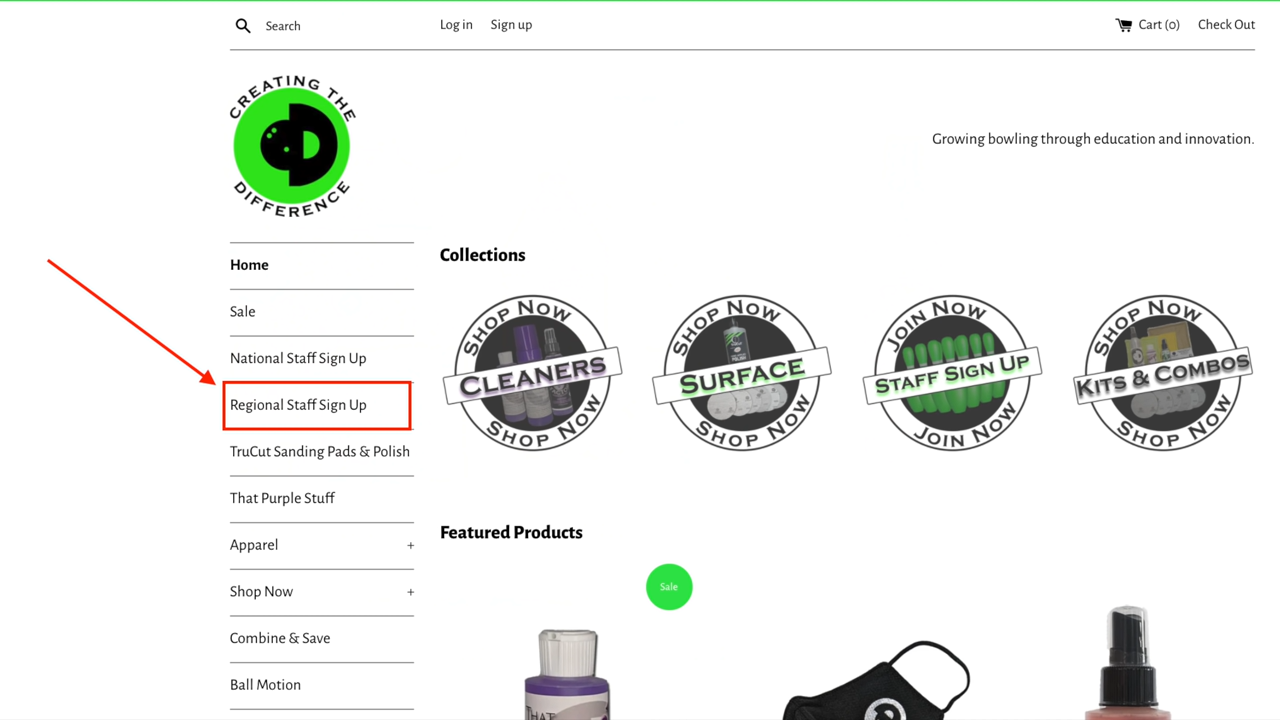 Search
Log in
Sign up
Cart (0)
Check Out
CREATING THE
DIFFERENCE
Growing bowling through education and innovation.
Home
Sale
National Staff Sign Up
Regional Staff Sign Up
TruCut Sanding Pads & Polish
That Purple Stuff
Apparel +
Shop Now +
Combine & Save
Ball Motion
Collections
SHOP NOW
CLEANERS
SHOP NOW
SHOP NOW
SURFACE
SHOP NOW
JOIN NOW
STAFF SIGN UP
JOIN NOW
SHOP NOW
KITS & COMBOS
SHOP NOW
Featured Products
Sale
THAT